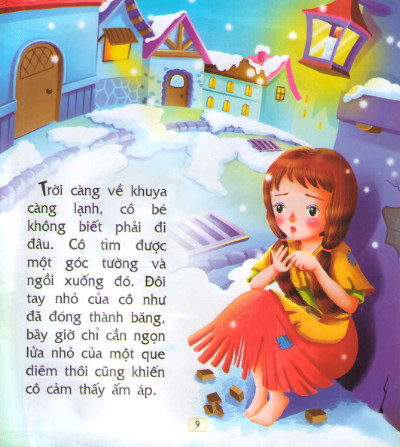 Trời càng về khuya
càng lạnh, cô bé
không biết phải đi
đâu. Cô tìm được
một góc tường và
ngồi xuống đó. Đôi
tay nhỏ của cô như
đã đóng thành băng,
bây giờ chỉ cần ngọn
lửa nhỏ của một que
diêm thôi cũng khiến
cô cảm thấy ấm áp.
9